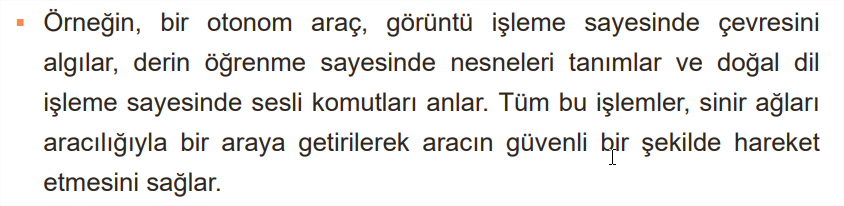 ▪ Örneğin, bir otonom araç, görüntü işleme sayesinde çevresini
algılar, derin öğrenme sayesinde nesneleri tanımlar ve doğal dil
işleme sayesinde sesli komutları anlar. Tüm bu işlemler, sinir ağları
aracılığıyla bir araya getirilerek aracın güvenli bir şekilde hareket
etmesini sağlar.